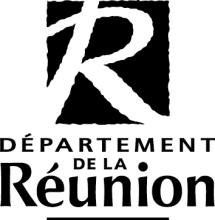 R
DÉPARTEMENT
DE LA
Réunion